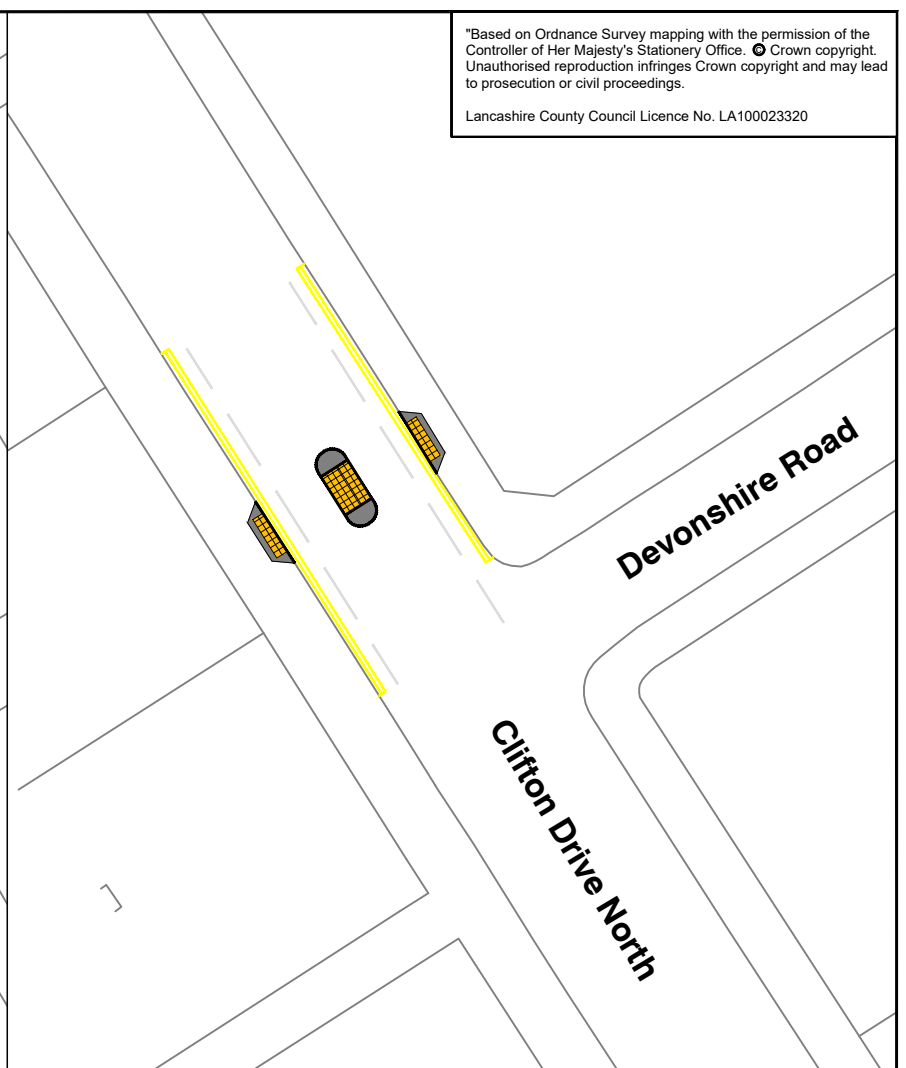 "Based on Ordnance Survey mapping with the permission of the
Controller of Her Majesty's Stationery Office. © Crown copyright.
Unauthorised reproduction infringes Crown copyright and may lead
to prosecution or civil proceedings.
Lancashire County Council Licence No. LA100023320
Devonshire Road
Clifton Drive North